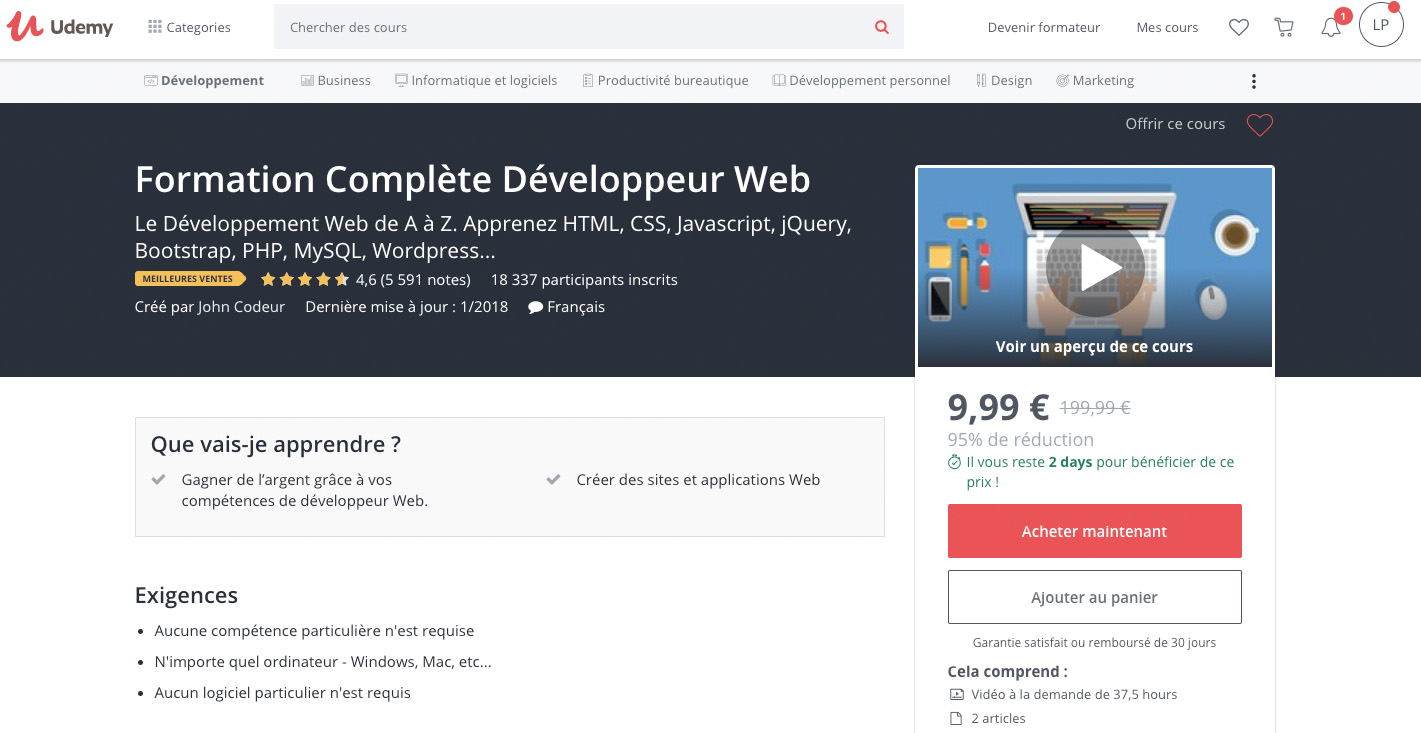 Udemy
Categories
Chercher des cours
Devenir formateur
Mes cours
1
LP
Développement
Business
Informatique et logiciels
Productivité bureautique
Développement personnel
Design
Marketing
Offrir ce cours
Formation Complète Développeur Web
Le Développement Web de A à Z. Apprenez HTML, CSS, Javascript, jQuery,
Bootstrap, PHP, MySQL, Wordpress...
MEILLEURES VENTES 4,6 (5 591 notes) 18 337 participants inscrits
Créé par John Codeur Dernière mise à jour : 1/2018 Français
Voir un aperçu de ce cours
9,99 € 199,99 €
95% de réduction
Il vous reste 2 days pour bénéficier de ce
prix !
Acheter maintenant
Ajouter au panier
Garantie satisfait ou remboursé de 30 jours
Cela comprend :
Vidéo à la demande de 37,5 hours
2 articles
Que vais-je apprendre ?
Gagner de l’argent grâce à vos
compétences de développeur Web.
Créer des sites et applications Web
Exigences
Aucune compétence particulière n'est requise
N'importe quel ordinateur - Windows, Mac, etc...
Aucun logiciel particulier n'est requis